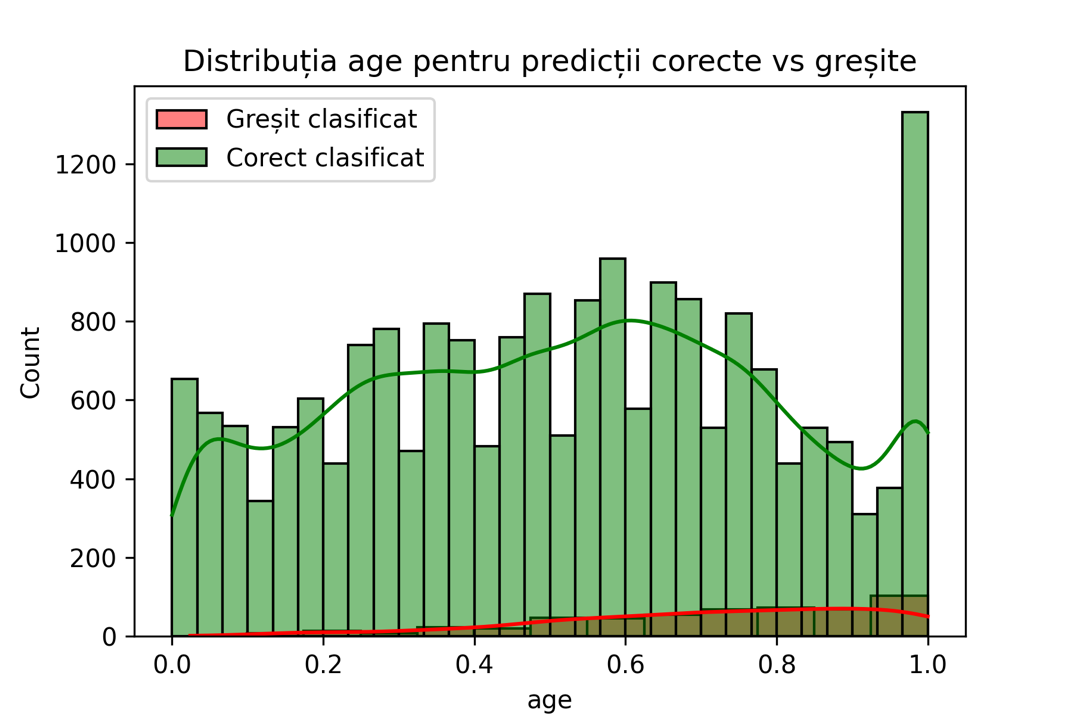 Distribuția age pentru predicții corecte vs greșite
Greșit clasificat
Corect clasificat
Count
1200
1000
800
600
400
200
0
0.0 0.2 0.4 0.6 0.8 1.0
age